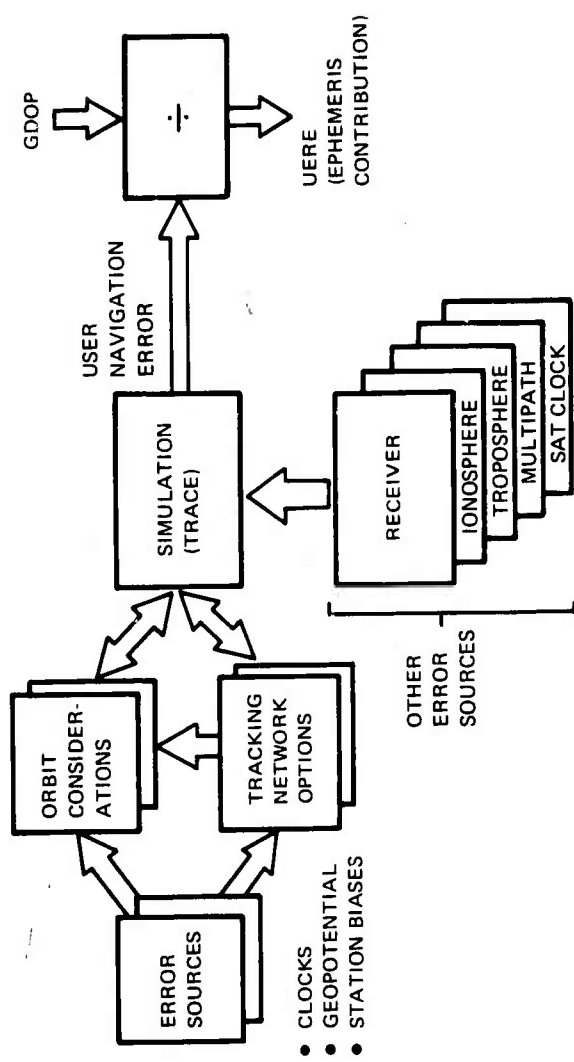 ERROR
SOURCES
• CLOCKS
• GEOPOTENTIAL
• STATION BIASES
ORBIT
CONSIDER-
ATIONS
TRACKING
NETWORK
OPTIONS
SIMULATION
(TRACE)
OTHER
ERROR
SOURCES
RECEIVER
IONOSPHERE
TROPOSPHERE
MULTIPATH
SAT CLOCK
USER
NAVIGATION
ERROR
GDOP
÷
UERE
(EPHEMERIS
CONTRIBUTION)